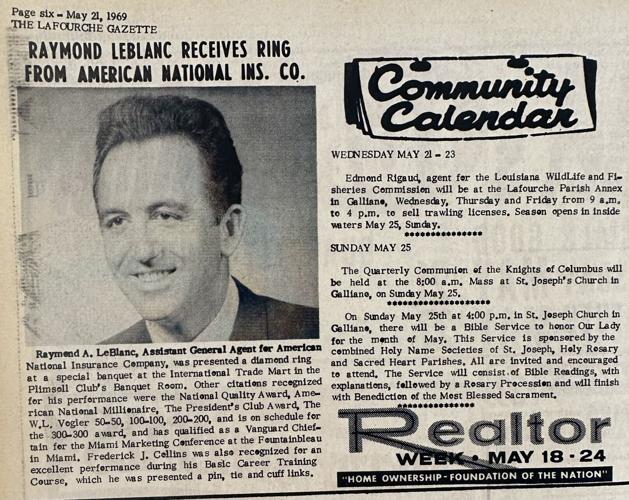 Page six - May 21, 1969
THE LAFOURCHE GAZETTE
RAYMOND LEBLANC RECEIVES RING
FROM AMERICAN NATIONAL INS. CO.
Raymond A. LeBlanc, Assistant General Agent for American
National Insurance Company, was presented a diamond ring
at a special banquet at the International Trade Mart in the
Plimsoll Club's Banquet Room. Other citations recognized
for his performance were the National Quality Award, Ame-
rican National Millionaire, The President's Club Award, The
W.L. Vogler 50-50, 100-100, 200-200, and is on schedule for
the 300-300 award, and has qualified as a Vanguard Chief-
tain for the Miami Marketing Conference at the Fountainbleau
in Miami. Frederick J. Collins was also recognized for an
excellent performance during his Basic Career Training
Course, which he was presented a pin, tie and cuff links.
Community
Calendar
WEDNESDAY MAY 21 - 23
Edmond Rigaud, agent for the Louisiana WildLife and Fi-
sheries Commission will be at the Lafourche Parish Annex
in Galliano, Wednesday, Thursday and Friday from 9 a.m.
to 4 p.m. to sell trawling licenses. Season opens in inside
waters May 25, Sunday.
SUNDAY MAY 25
The Quarterly Communion of the Knights of Columbus will
be held at the 8:00 a.m. Mass at St. Joseph's Church in
Galliano, on Sunday May 25.
On Sunday May 25th at 4:00 p.m. in St. Joseph Church in
Galliano, there will be a Bible Service to honor Our Lady
for the month of May. This Service is sponsored by the
combined Holy Name Societies of St. Joseph, Holy Rosary
and Sacred Heart Parishes. All are invited and encouraged
to attend. The Service will consist of Bible Readings, with
explanations, followed by a Rosary Procession and will finish
with Benediction of the Most Blessed Sacrament.
Realtor
WEEK • MAY 18 - 24
"HOME OWNERSHIP - FOUNDATION OF THE NATION"